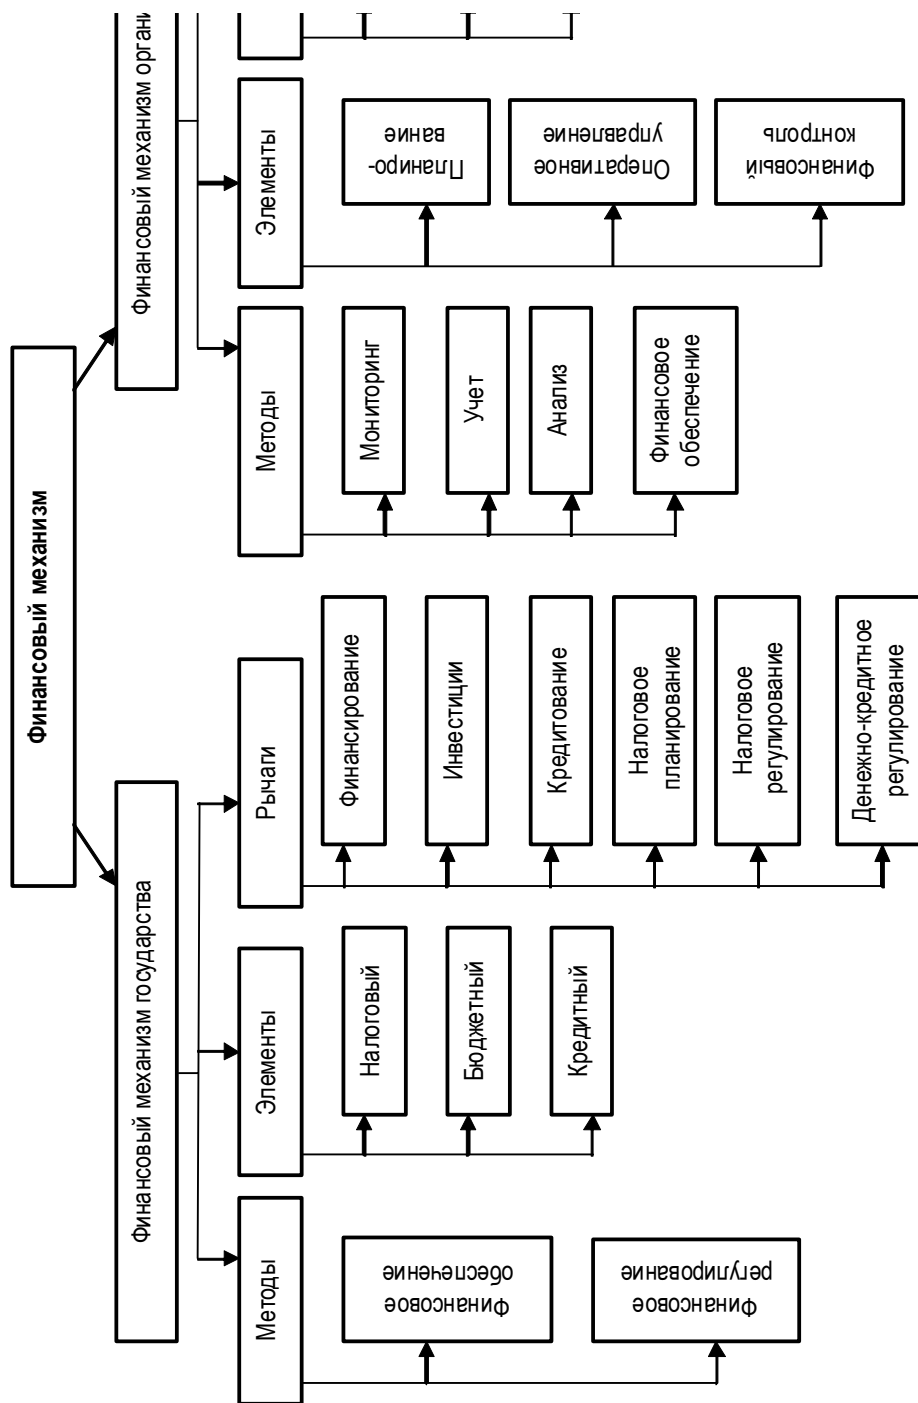 Финансовый механизм
Финансовый механизм государства
Методы
Финансовое
обеспечение
Финансовое
регулирование
Элементы
Налоговый
Бюджетный
Кредитный
Рычаги
Финансирование
Инвестиции
Кредитование
Налоговое
планирование
Налоговое
регулирование
Денежно-кредитное
регулирование
Финансовый механизм органи
Методы
Мониторинг
Учет
Анализ
Финансовое
обеспечение
Элементы
Планиро-
вание
Оперативное
управление
Финансовый
контроль